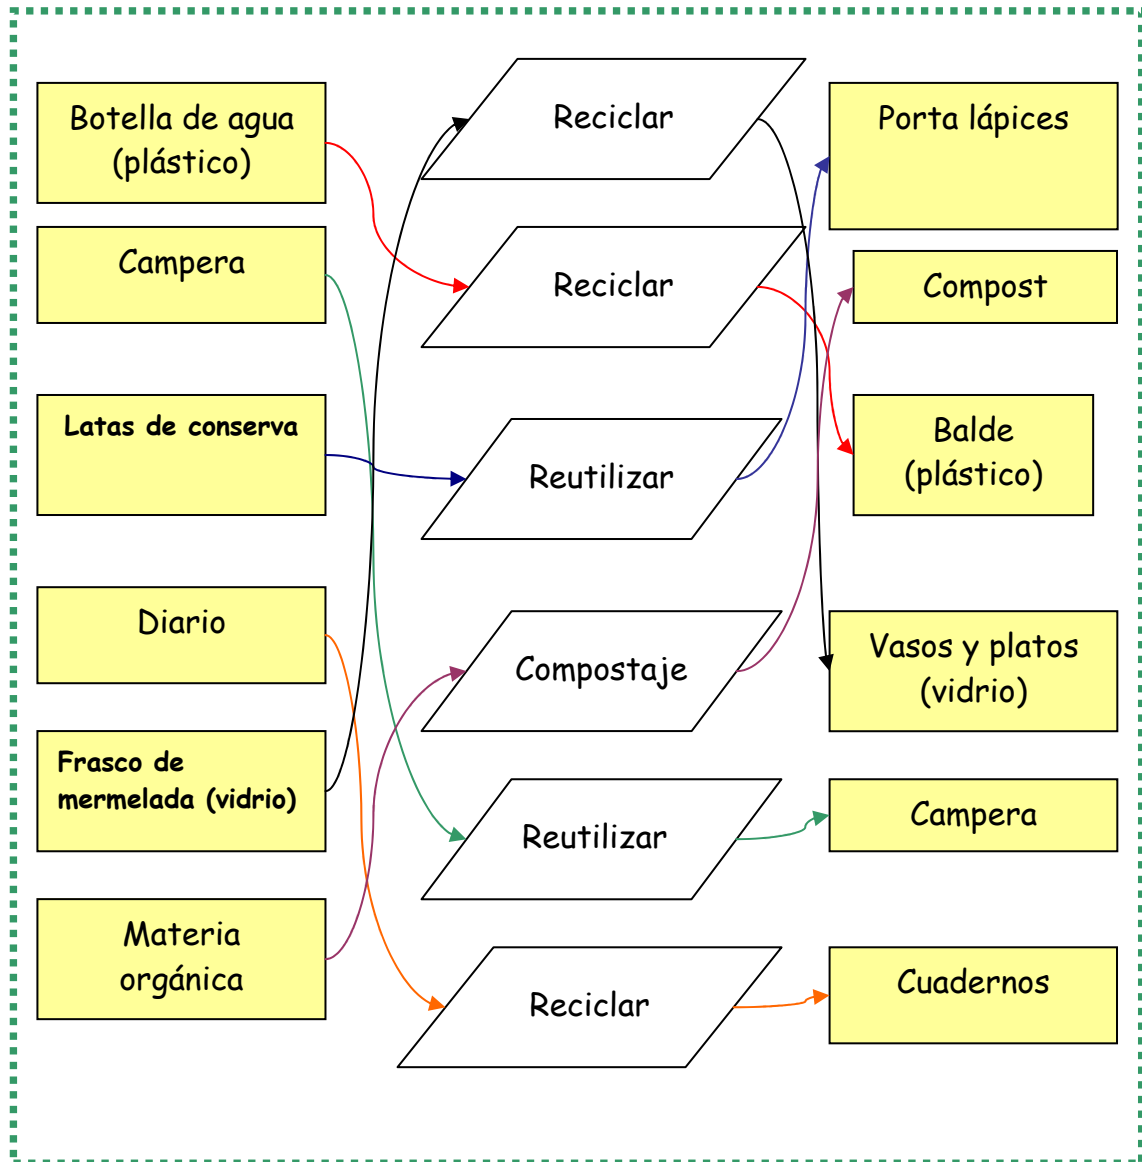 Botella de agua
(plástico)
Campera
Latas de conserva
Diario
Frasco de
mermelada (vidrio)
Materia
orgánica
Reciclar
Reciclar
Reutilizar
Compostaje
Reutilizar
Reciclar
Porta lápices
Compost
Balde
(plástico)
Vasos y platos
(vidrio)
Campera
Cuadernos